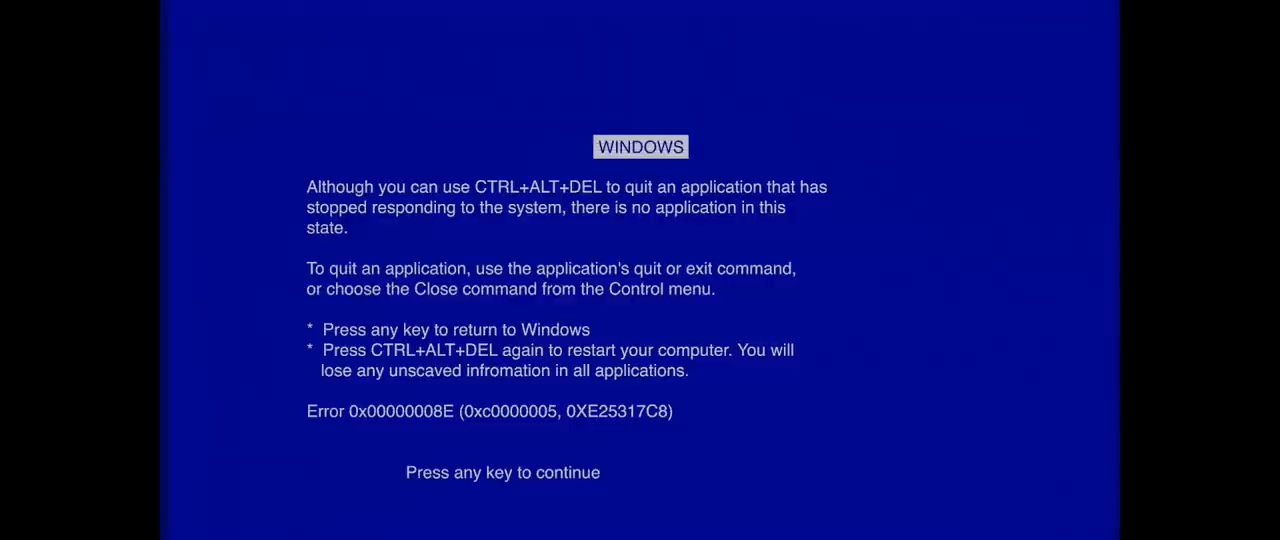 WINDOWS
Although you can use CTRL+ALT+DEL to quit an application that has
stopped responding to the system, there is no application in this
state.
To quit an application, use the application's quit or exit command,
or choose the Close command from the Control menu.
* Press any key to return to Windows
* Press CTRL+ALT+DEL again to restart your computer. You will
lose any unscaved infromation in all applications.
Error 0x00000008E (0xc0000005, 0XE25317C8)
Press any key to continue